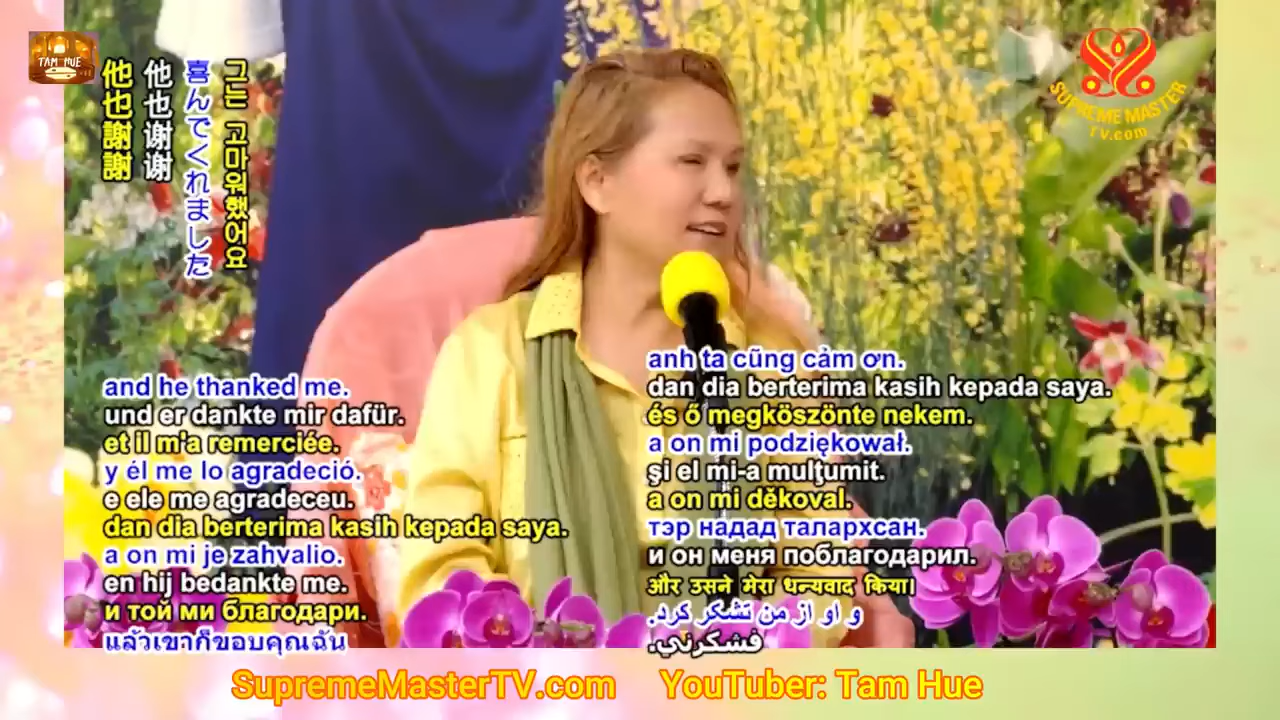 TAM HUE
SUPREME MASTER
TV.com
他也謝謝
他也谢谢
喜んでくれました
그는 고마워했어요
and he thanked me.
und er dankte mir dafür.
et il m'a remerciée.
y él me lo agradeció.
e ele me agradeceu.
dan dia berterima kasih kepada saya.
a on mi je zahvalio.
en hij bedankte me.
и той ми благодари.
แล้วเขาก็ขอบคุณฉัน
anh ta cũng cảm ơn.
dan dia berterima kasih kepada saya.
és ő megköszönte nekem.
a on mi podziękował.
şi el mi-a mulţumit.
a on mi děkoval.
тэр надад талархсан.
и он меня поблагодарил.
और उसने मेरा धन्यवाद किया।
و او از من تشکر کرد.
فشكرني.
SupremeMasterTV.com YouTuber: Tam Hue